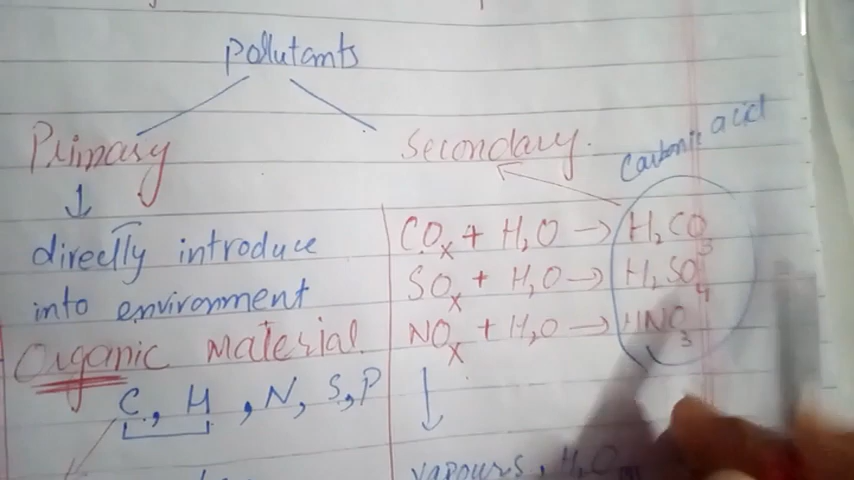 Pollutants
Primary
Secondary.
Carbonic acid
↓
directly introduce
into environment
Organic Material
C, H, N, S, P
COx + H2O → H2CO3
SOx + H2O → H2SO4
NOx + H2O → HNO3
↓
vapours, H2O